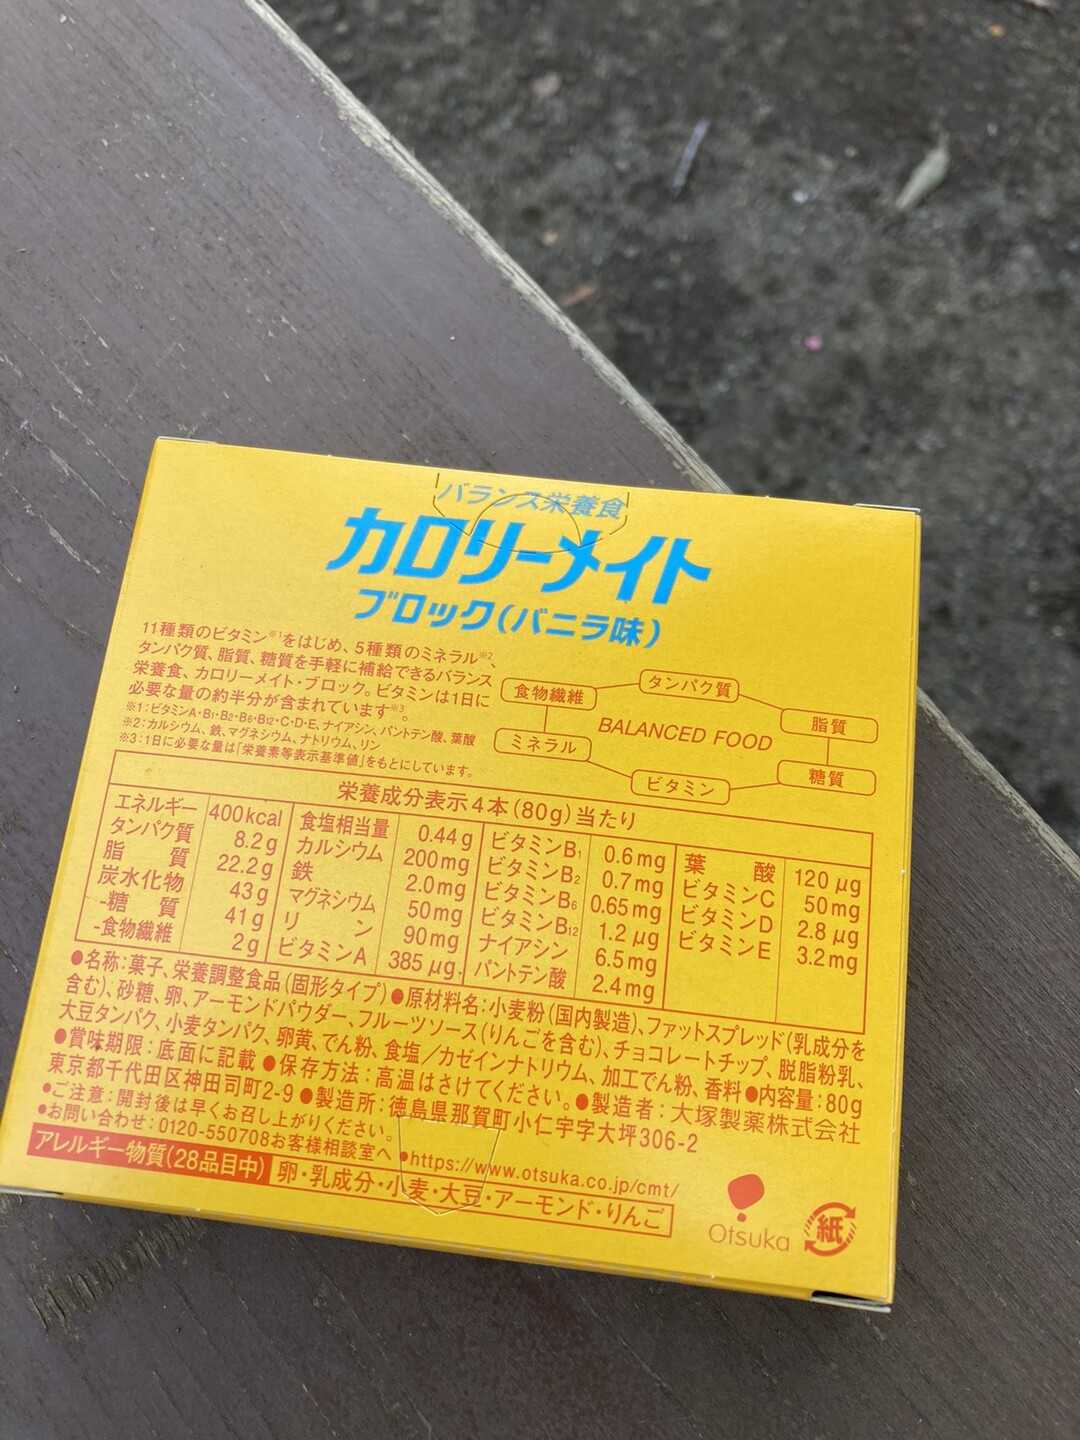 バランス栄養食
カロリーメイト
ブロック(バニラ味)
11種類のビタミン※1をはじめ、5種類のミネラル※2、
タンパク質、脂質、糖質を手軽に補給できるバランス
栄養食、カロリーメイト・ブロック。ビタミンは1日に
必要な量の約半分が含まれています※3。
※1:ビタミンA・B1・B2・B6・B12・C・D・E、ナイアシン、パントテン酸、葉酸
※2:カルシウム、鉄、マグネシウム、ナトリウム、リン
※3:1日に必要な量は「栄養素等表示基準値」をもとにしています。
食物繊維
タンパク質
脂質
BALANCED FOOD
ミネラル
ビタミン
糖質
栄養成分表示4本(80g)当たり
エネルギー 400kcal
タンパク質 8.2g
脂質 22.2g
炭水化物 43g
-糖質 41g
-食物繊維 2g
食塩相当量 0.44g
カルシウム 200mg
鉄 2.0mg
マグネシウム 50mg
リン 90mg
ビタミンA 385μg
ビタミンB1 0.6mg
ビタミンB2 0.7mg
ビタミンB6 0.65mg
ビタミンB12 1.2μg
ナイアシン 6.5mg
パントテン酸 2.4mg
葉酸 120μg
ビタミンC 50mg
ビタミンD 2.8μg
ビタミンE 3.2mg
●名称:菓子、栄養調整食品(固形タイプ)●原材料名:小麦粉(国内製造)、ファットスプレッド(乳成分を
含む)、砂糖、卵、アーモンドパウダー、フルーツソース(りんごを含む)、チョコレートチップ、脱脂粉乳、
大豆タンパク、小麦タンパク、卵黄、でん粉、食塩/カゼインナトリウム、加工でん粉、香料●内容量:80g
●賞味期限:底面に記載●保存方法:高温はさけてください。●製造者:大塚製薬株式会社
東京都千代田区神田司町2-9●製造所:徳島県那賀町小仁宇字大坪306-2
●ご注意:開封後は早くお召し上がりください。
●お問い合わせ:0120-550708お客様相談室へ●https://www.otsuka.co.jp/cmt/
アレルギー物質(28品目中) 卵・乳成分・小麦・大豆・アーモンド・りんご
Otsuka
紙